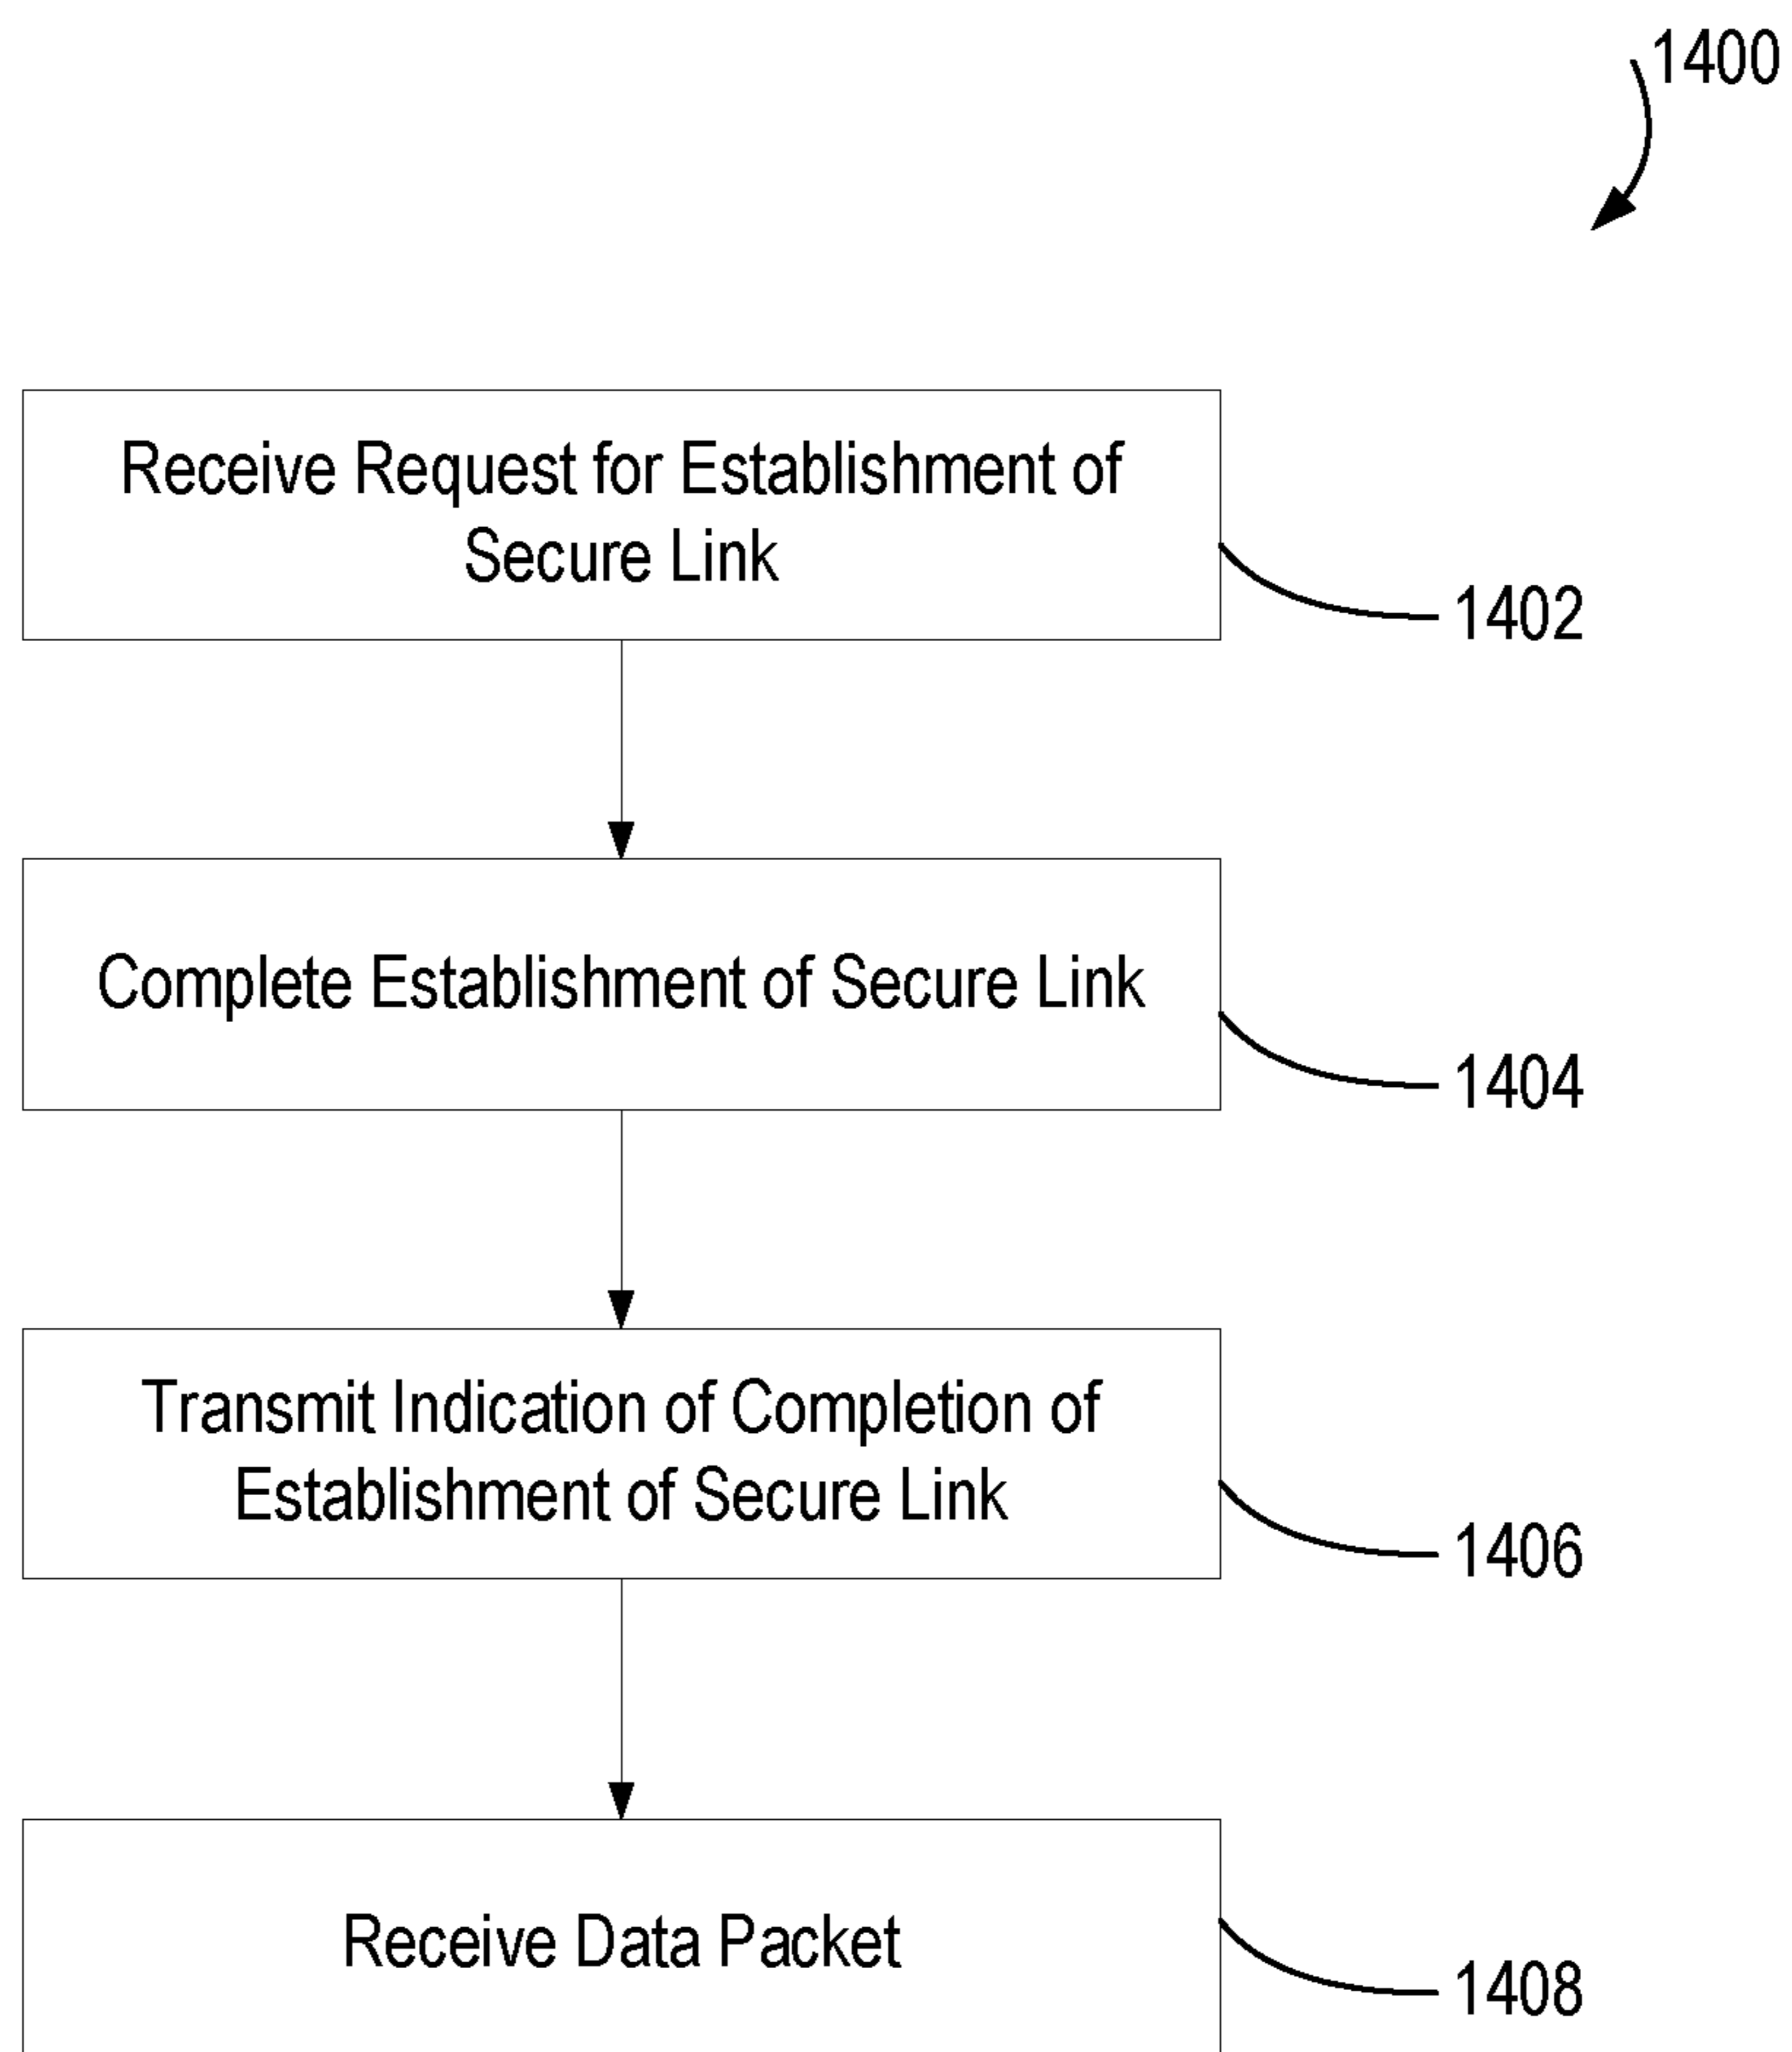 1400
Receive Request for Establishment of
Secure Link
1402
Complete Establishment of Secure Link
1404
Transmit Indication of Completion of
Establishment of Secure Link
1406
Receive Data Packet
1408